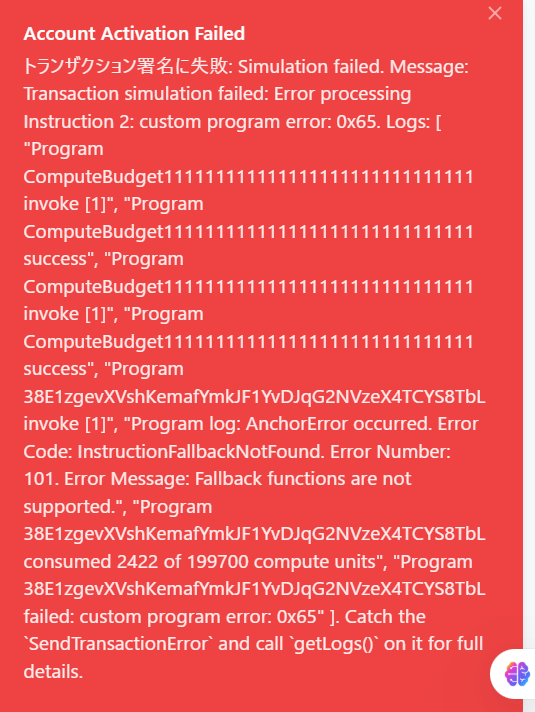 Account Activation Failed
トランザクション署名に失敗: Simulation failed. Message:
Transaction simulation failed: Error processing
Instruction 2: custom program error: 0x65. Logs: [
"Program
ComputeBudget111111111111111111111111111111
invoke [1]", "Program
ComputeBudget111111111111111111111111111111
success", "Program
ComputeBudget111111111111111111111111111111
invoke [1]", "Program
ComputeBudget111111111111111111111111111111
success", "Program
38E1zgevXVshKemafYmkJF1YvDJqG2NVzeX4TCYS8TbL
invoke [1]", "Program log: AnchorError occurred. Error
Code: InstructionFallbackNotFound. Error Number:
101. Error Message: Fallback functions are not
supported.", "Program
38E1zgevXVshKemafYmkJF1YvDJqG2NVzeX4TCYS8TbL
consumed 2422 of 199700 compute units", "Program
38E1zgevXVshKemafYmkJF1YvDJqG2NVzeX4TCYS8TbL
failed: custom program error: 0x65" ]. Catch the
`SendTransactionError` and call `getLogs()` on it for full
details.